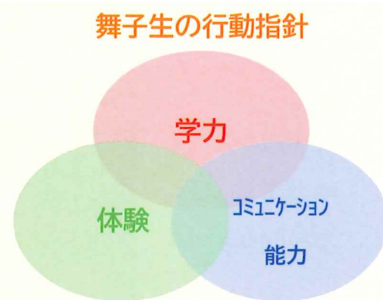 舞子生の行動指針
学力
体験
コミュニケーション
能力